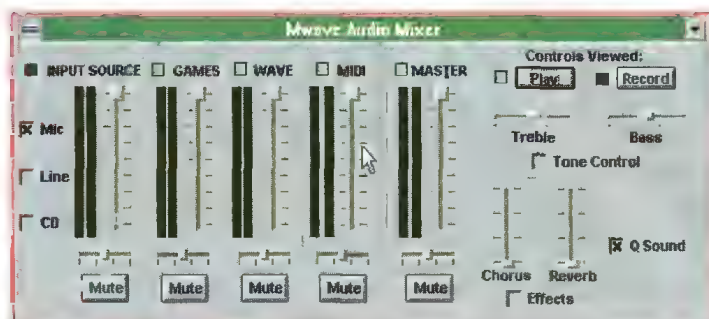 Mwave Audio Mixer
INPUT SOURCE GAMES WAVE MIDI MASTER
Controls Viewed:
Play Record
Mic
Line
CD
Treble Bass
Tone Control
Chorus Reverb
Q Sound
Effects
Mute Mute Mute Mute Mute